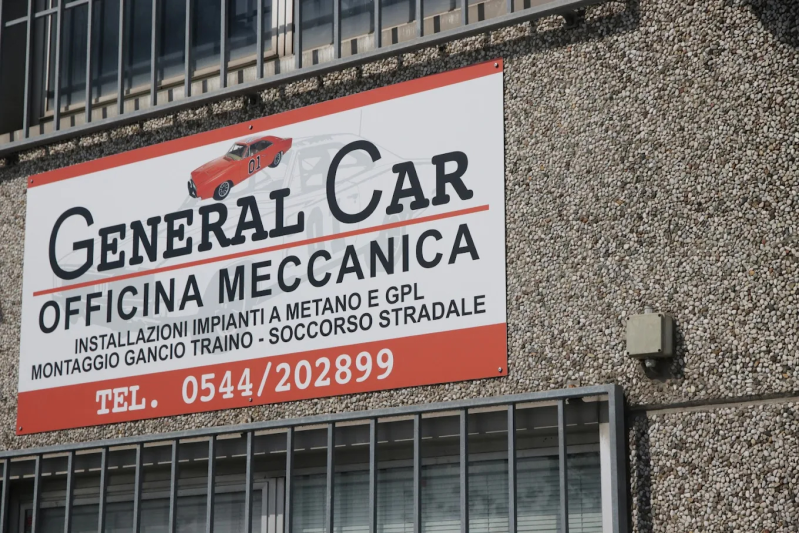 01
GENERAL CAR
OFFICINA MECCANICA
INSTALLAZIONI IMPIANTI A METANO E GPL
MONTAGGIO GANCIO TRAINO - SOCCORSO STRADALE
TEL. 0544/202899